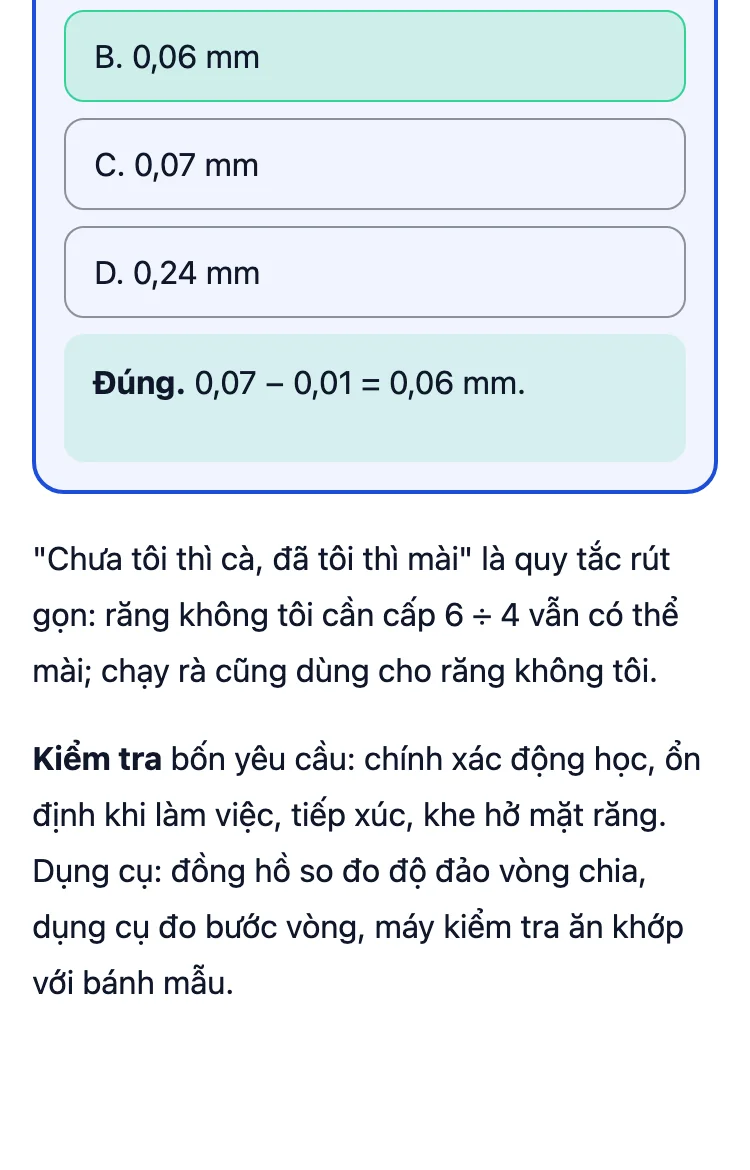 B. 0,06 mm
C. 0,07 mm
D. 0,24 mm
Đúng. 0,07 − 0,01 = 0,06 mm.
"Chưa tôi thì cà, đã tôi thì mài" là quy tắc rút
gọn: răng không tôi cần cấp 6 ÷ 4 vẫn có thể
mài; chạy rà cũng dùng cho răng không tôi.
Kiểm tra bốn yêu cầu: chính xác động học, ổn
định khi làm việc, tiếp xúc, khe hở mặt răng.
Dụng cụ: đồng hồ so đo độ đảo vòng chia,
dụng cụ đo bước vòng, máy kiểm tra ăn khớp
với bánh mẫu.